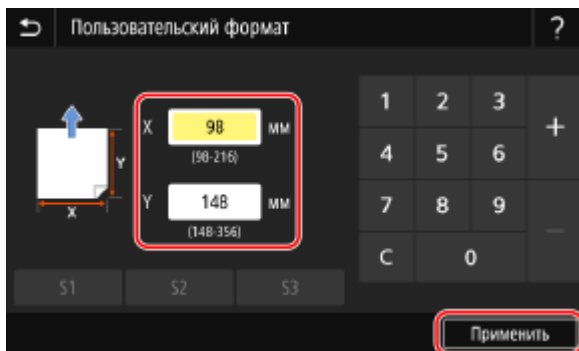 Пользовательский формат ?
X 98 мм
(98-216)
Y 148 мм
(148-356)
Y
X
1 2 3 +
4 5 6
7 8 9 −
C 0
S1 S2 S3
Применить